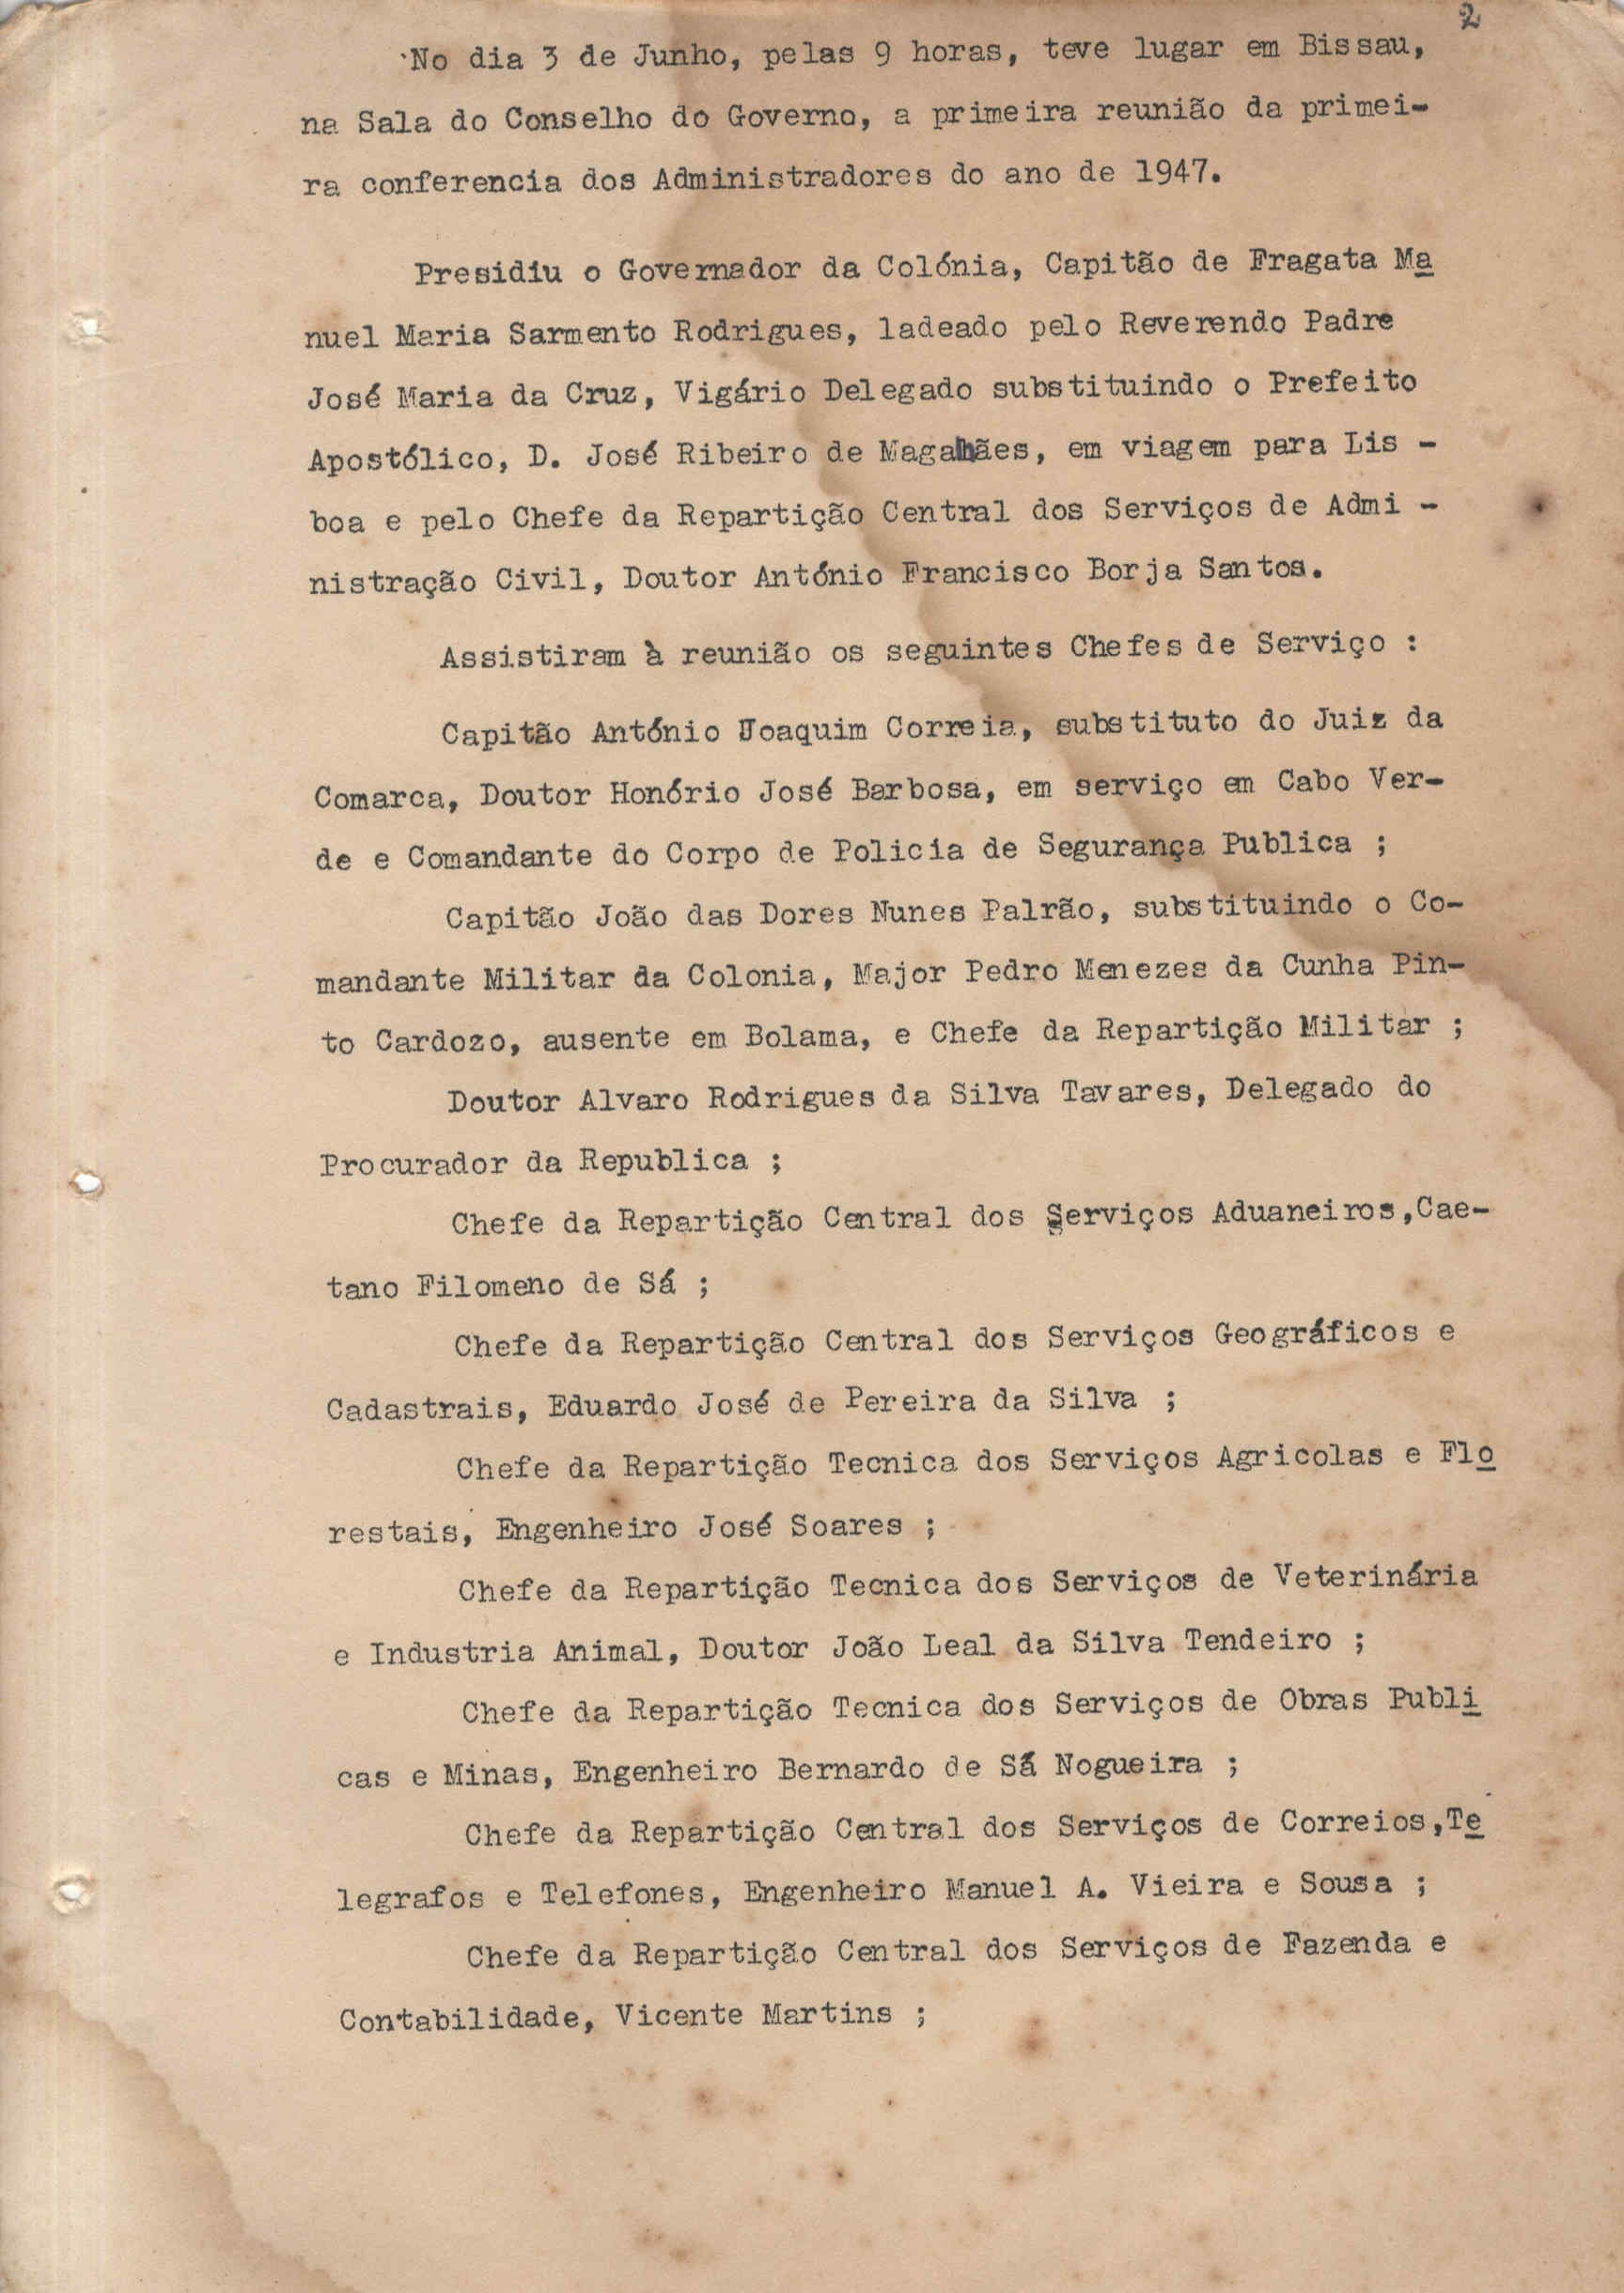 2
No dia 3 de Junho, pelas 9 horas, teve lugar em Bissau,
na Sala do Conselho do Governo, a primeira reunião da primei-
ra conferencia dos Administradores do ano de 1947.
Presidiu o Governador da Colónia, Capitão de Fragata Ma
nuel Maria Sarmento Rodrigues, ladeado pelo Reverendo Padre
José Maria da Cruz, Vigário Delegado substituindo o Prefeito
Apostólico, D. José Ribeiro de Magalhães, em viagem para Lis -
boa e pelo Chefe da Repartição Central dos Serviços de Admi -
nistração Civil, Doutor António Francisco Borja Santos.
Assistiram à reunião os seguintes Chefes de Serviço :
Capitão António Joaquim Correia, substituto do Juiz da
Comarca, Doutor Honório José Barbosa, em serviço em Cabo Ver-
de e Comandante do Corpo de Policia de Segurança Publica ;
Capitão João das Dores Nunes Palrão, substituindo o Co-
mandante Militar da Colonia, Major Pedro Menezes da Cunha Pin-
to Cardozo, ausente em Bolama, e Chefe da Repartição Militar ;
Doutor Alvaro Rodrigues da Silva Tavares, Delegado do
Procurador da Republica ;
Chefe da Repartição Central dos Serviços Aduaneiros,Cae-
tano Filomeno de Sá ;
Chefe da Repartição Central dos Serviços Geográficos e
Cadastrais, Eduardo José de Pereira da Silva ;
Chefe da Repartição Tecnica dos Serviços Agricolas e Flo
restais, Engenheiro José Soares ;
Chefe da Repartição Tecnica dos Serviços de Veterinária
e Industria Animal, Doutor João Leal da Silva Tendeiro ;
Chefe da Repartição Tecnica dos Serviços de Obras Publi
cas e Minas, Engenheiro Bernardo de Sá Nogueira ;
Chefe da Repartição Central dos Serviços de Correios,Te
legrafos e Telefones, Engenheiro Manuel A. Vieira e Sousa ;
Chefe da Repartição Central dos Serviços de Fazenda e
Contabilidade, Vicente Martins ;